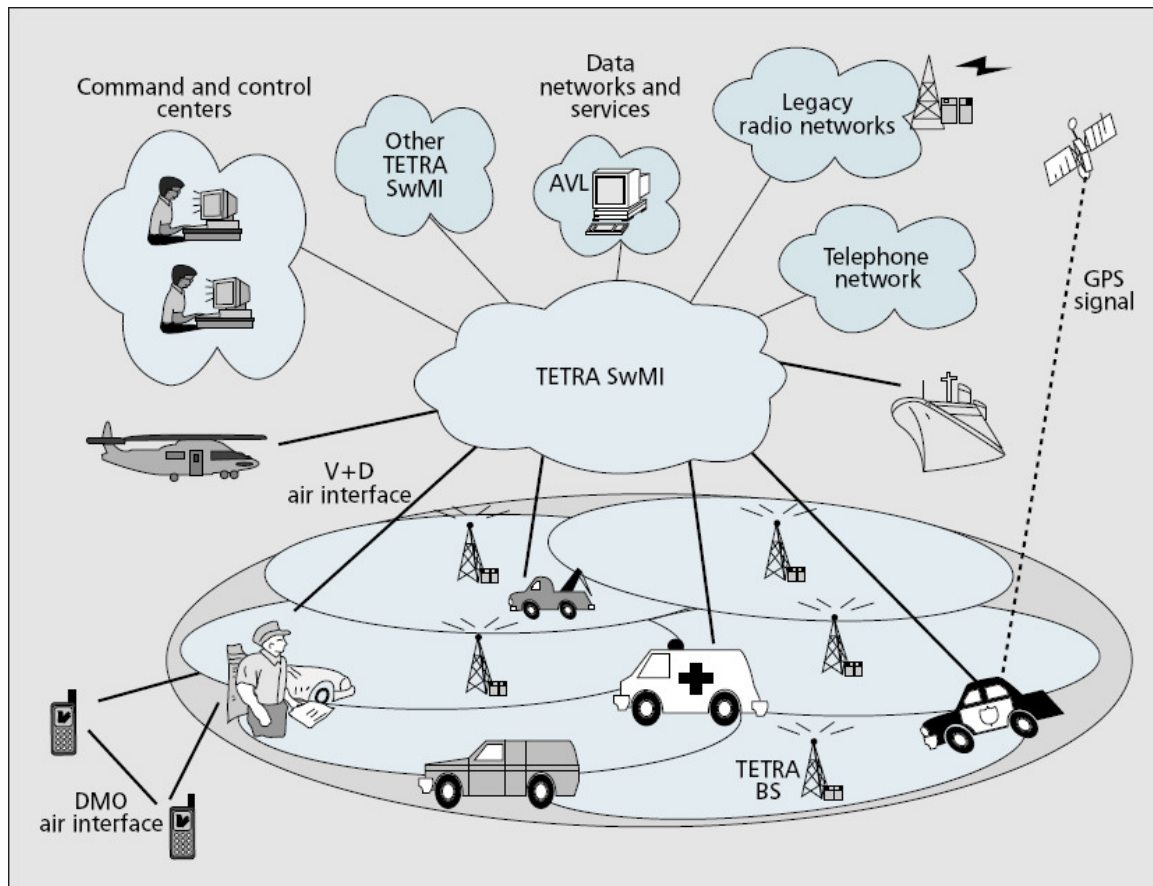 Command and control
centers
Other
TETRA
SwMI
Data
networks and
services
AVL
Legacy
radio networks
Telephone
network
GPS
signal
TETRA SwMI
V+D
air interface
TETRA
BS
DMO
air interface